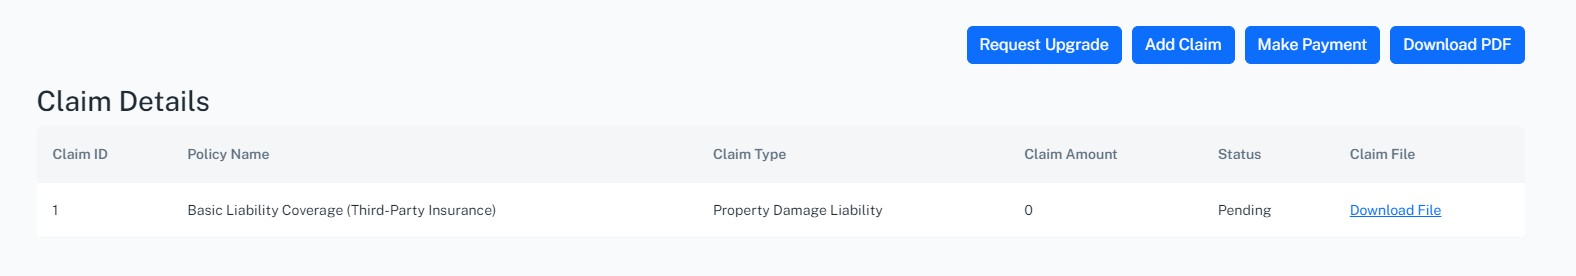 Request Upgrade Add Claim Make Payment Download PDF
Claim Details
Claim ID Policy Name Claim Type Claim Amount Status Claim File
1 Basic Liability Coverage (Third-Party Insurance) Property Damage Liability 0 Pending Download File